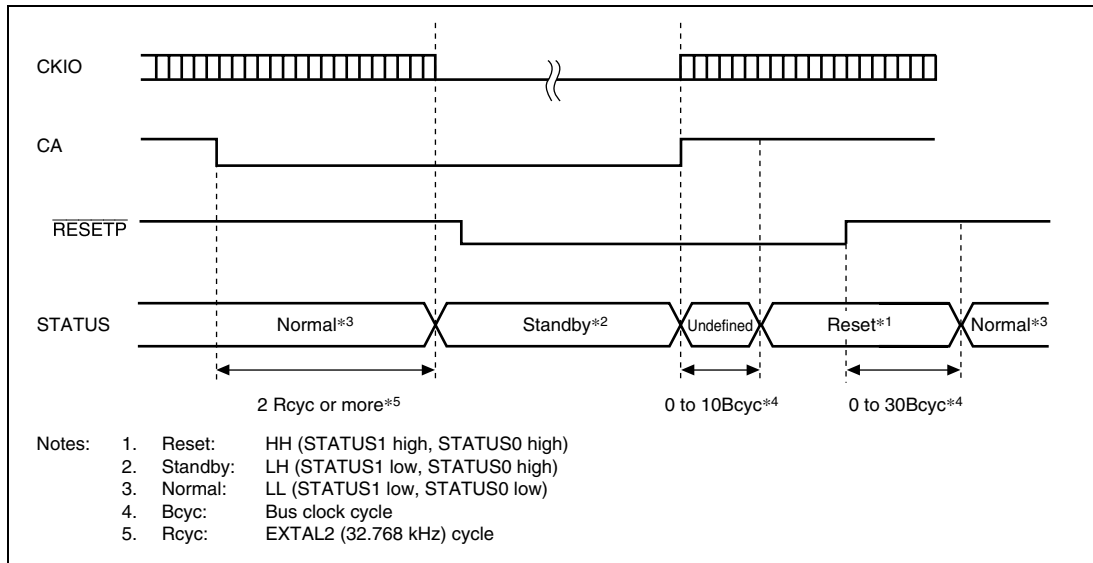 CKIO
CA
RESETP
STATUS Normal*3 Standby*2 Undefined Reset*1 Normal*3
2 Rcyc or more*5 0 to 10Bcyc*4 0 to 30Bcyc*4
Notes: 1. Reset: HH (STATUS1 high, STATUS0 high)
2. Standby: LH (STATUS1 low, STATUS0 high)
3. Normal: LL (STATUS1 low, STATUS0 low)
4. Bcyc: Bus clock cycle
5. Rcyc: EXTAL2 (32.768 kHz) cycle